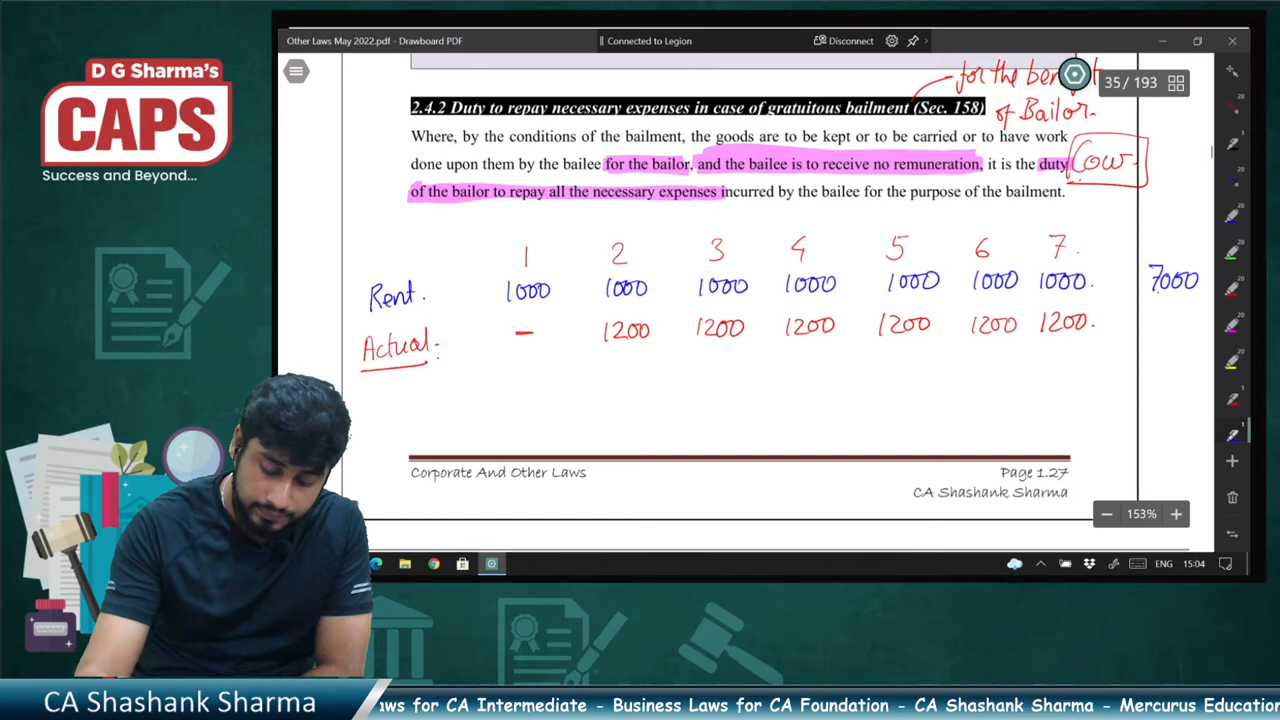 D G SHARMA's
CAPS
Success and Beyond...
Other Laws May 2022.pdf - Drawboard PDF
Connected to Legion
Disconnect
35 / 193
for the benefit
of Bailor.
2.4.2 Duty to repay necessary expenses in case of gratuitous bailment (Sec. 158)
Where, by the conditions of the bailment, the goods are to be kept or to be carried or to have work
done upon them by the bailee for the bailor, and the bailee is to receive no remuneration, it is the duty
Cow
of the bailor to repay all the necessary expenses incurred by the bailee for the purpose of the bailment.
1 2 3 4 5 6 7.
Rent. 1000 1000 1000 1000 1000 1000 1000. 7000
Actual:- — 1200 1200 1200 1200 1200 1200.
Corporate And Other Laws
Page 1.27
CA Shashank Sharma
153%
ENG 15:04
20
20
20
20
20
1
1
CA Shashank Sharma
aws for CA Intermediate - Business Laws for CA Foundation - CA Shashank Sharma - Mercurus Education